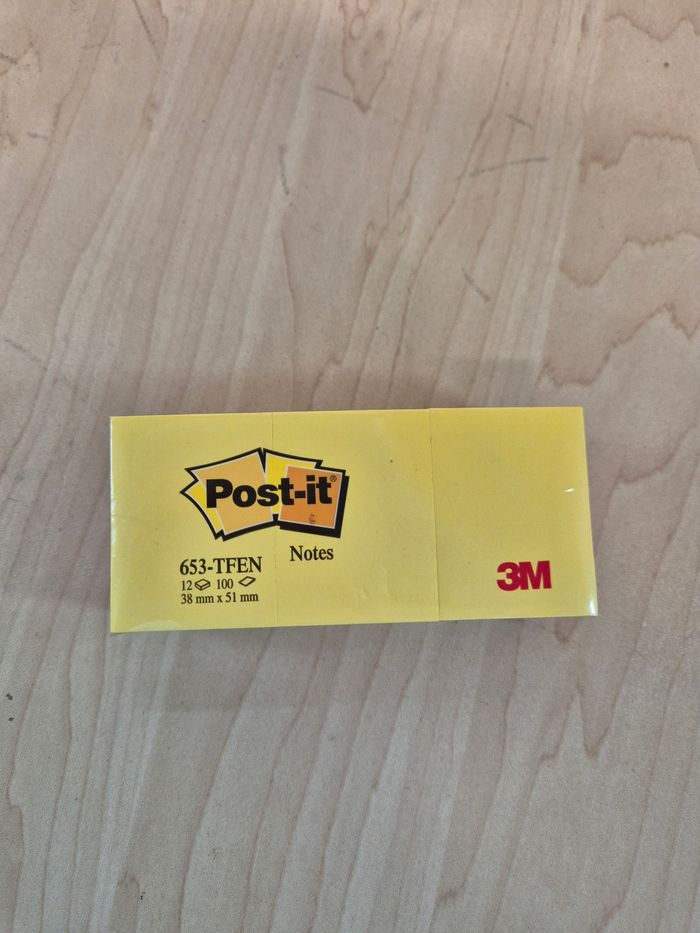 Post-it®
Notes
653-TFEN
12 100
38 mm x 51 mm
3M